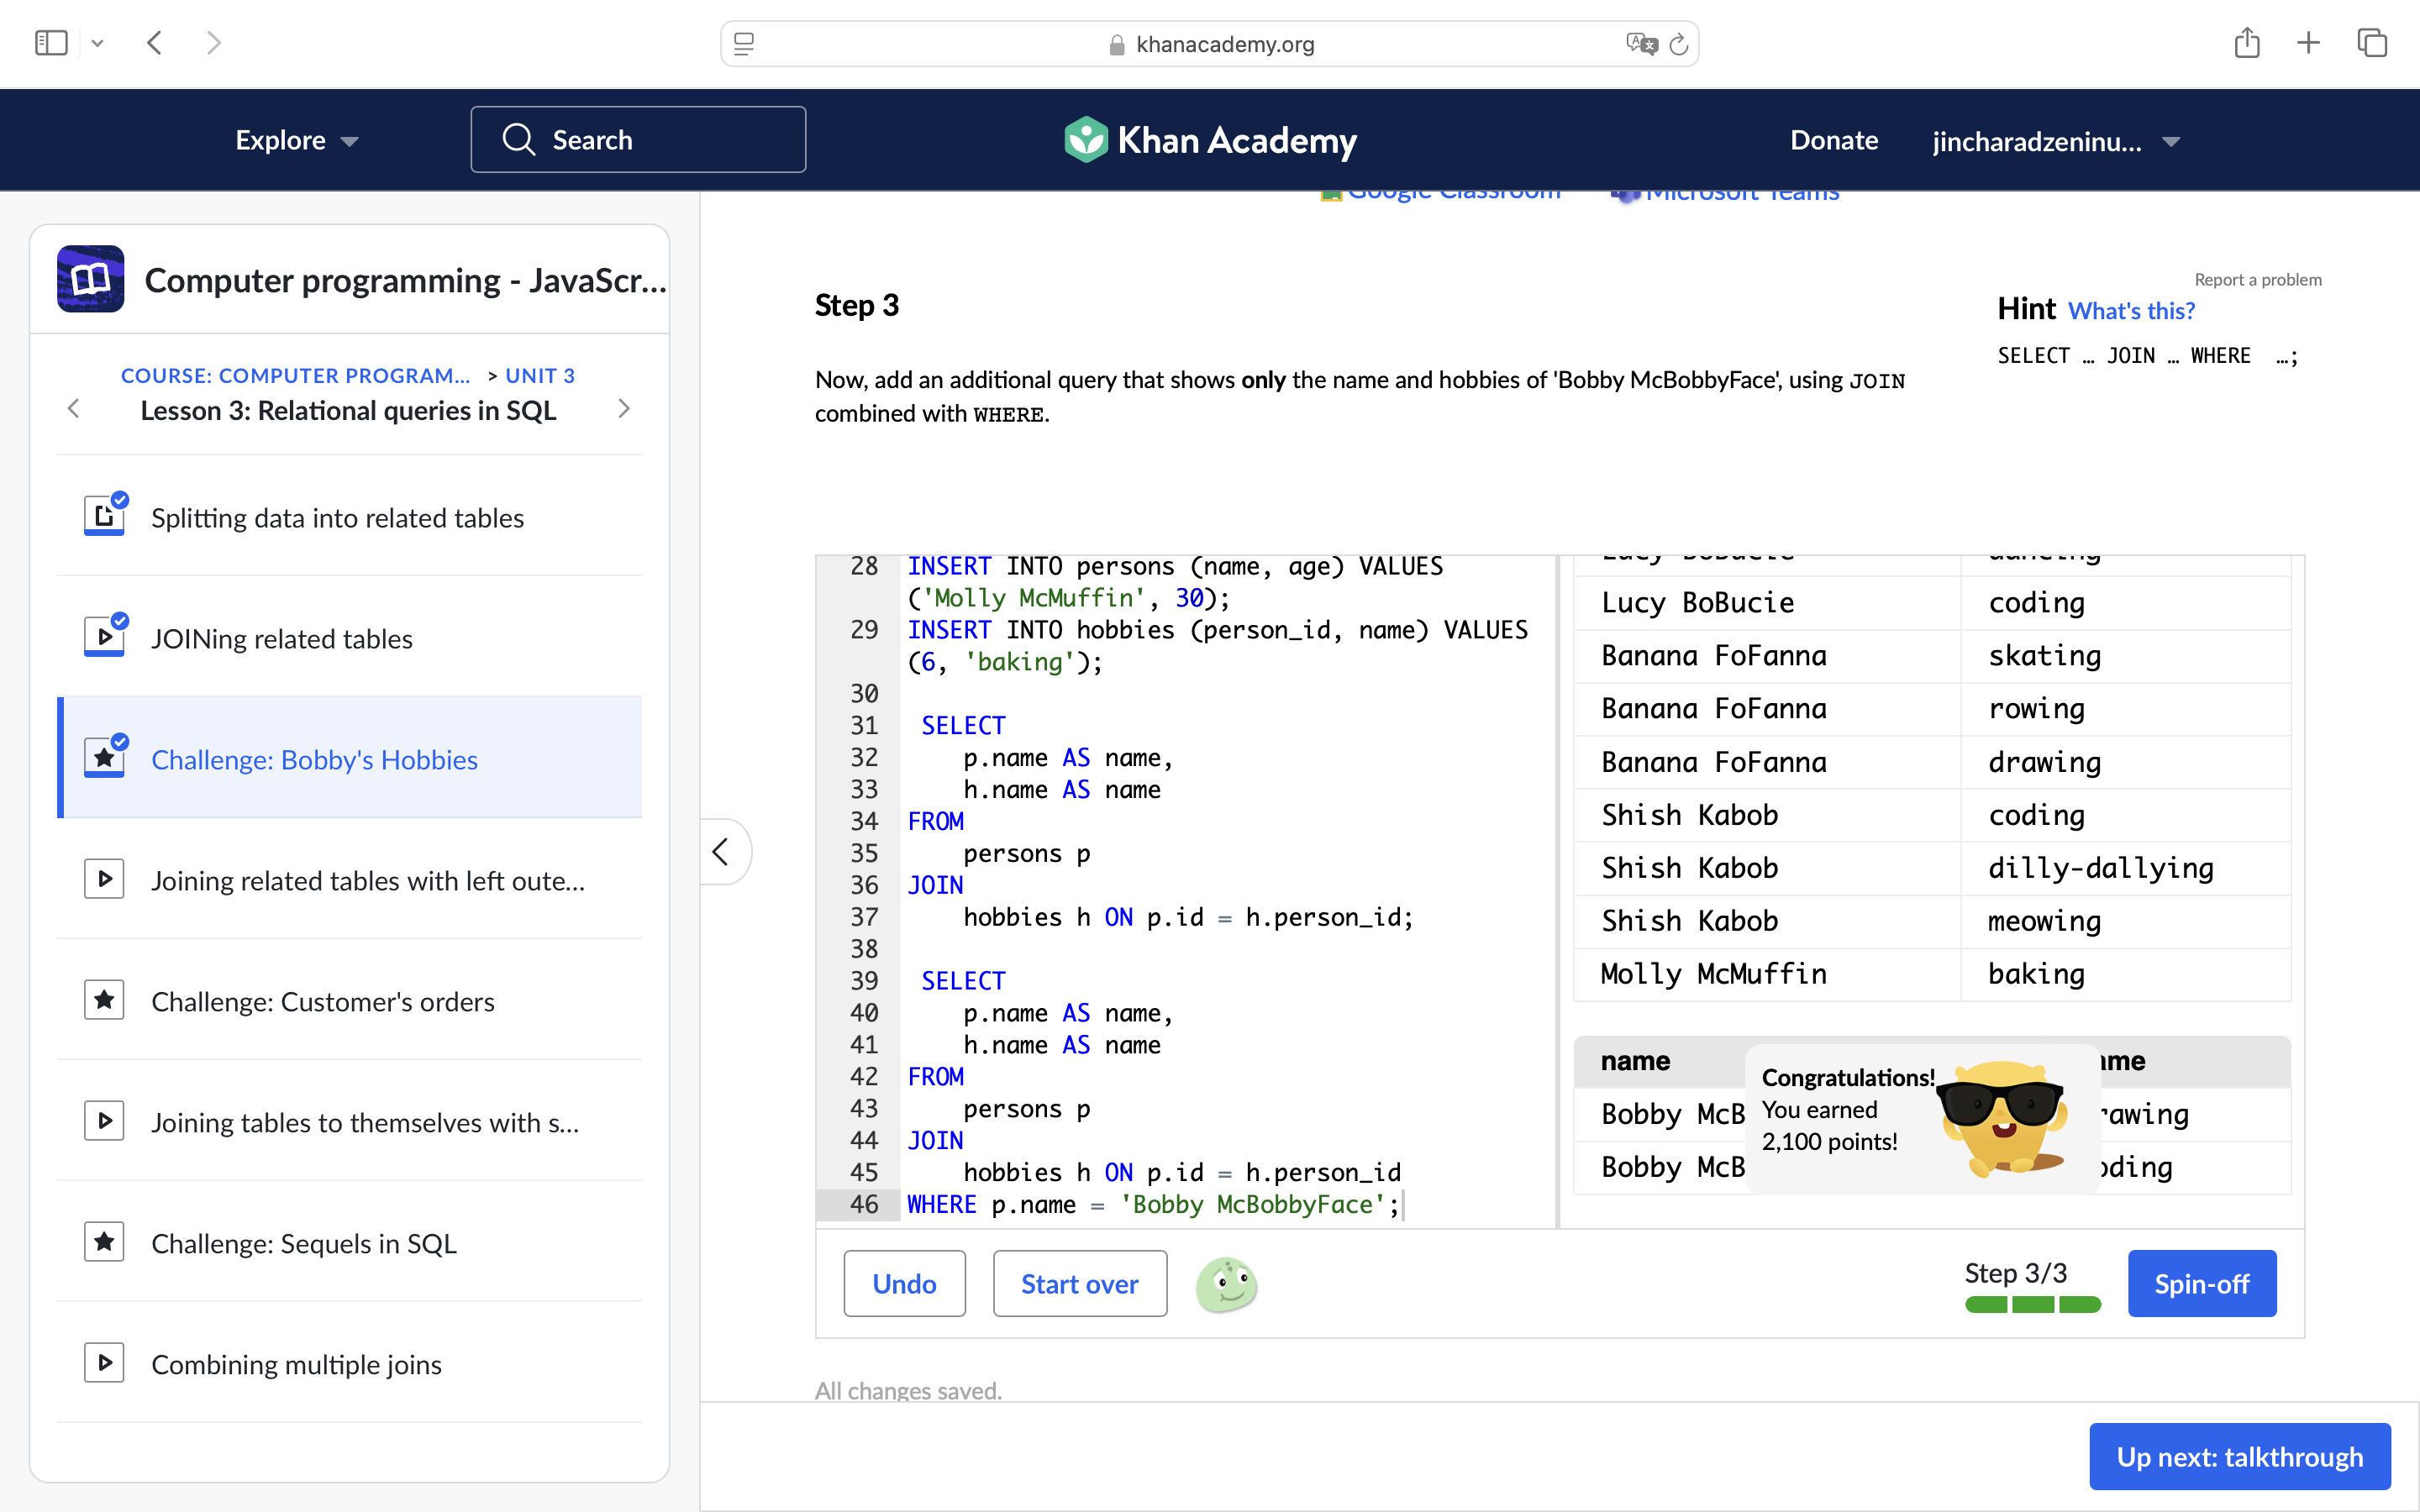 khanacademy.org
Explore
Search
Khan Academy
Donate
jincharadzeninu...
Google Classroom
Microsoft Teams
Computer programming - JavaScr...
COURSE: COMPUTER PROGRAM... > UNIT 3
Lesson 3: Relational queries in SQL
Splitting data into related tables
JOINing related tables
Challenge: Bobby's Hobbies
Joining related tables with left oute...
Challenge: Customer's orders
Joining tables to themselves with s...
Challenge: Sequels in SQL
Combining multiple joins
Report a problem
Step 3
Hint What's this?
SELECT … JOIN … WHERE …;
Now, add an additional query that shows only the name and hobbies of 'Bobby McBobbyFace', using JOIN
combined with WHERE.
28 INSERT INTO persons (name, age) VALUES
('Molly McMuffin', 30);
29 INSERT INTO hobbies (person_id, name) VALUES
(6, 'baking');
30
31 SELECT
32 p.name AS name,
33 h.name AS name
34 FROM
35 persons p
36 JOIN
37 hobbies h ON p.id = h.person_id;
38
39 SELECT
40 p.name AS name,
41 h.name AS name
42 FROM
43 persons p
44 JOIN
45 hobbies h ON p.id = h.person_id
46 WHERE p.name = 'Bobby McBobbyFace';
Lucy BoBucie dancing
Lucy BoBucie coding
Banana FoFanna skating
Banana FoFanna rowing
Banana FoFanna drawing
Shish Kabob coding
Shish Kabob dilly-dallying
Shish Kabob meowing
Molly McMuffin baking
name ame
Bobby McB rawing
Bobby McB oding
Congratulations!
You earned
2,100 points!
Undo
Start over
Step 3/3
Spin-off
All changes saved.
Up next: talkthrough